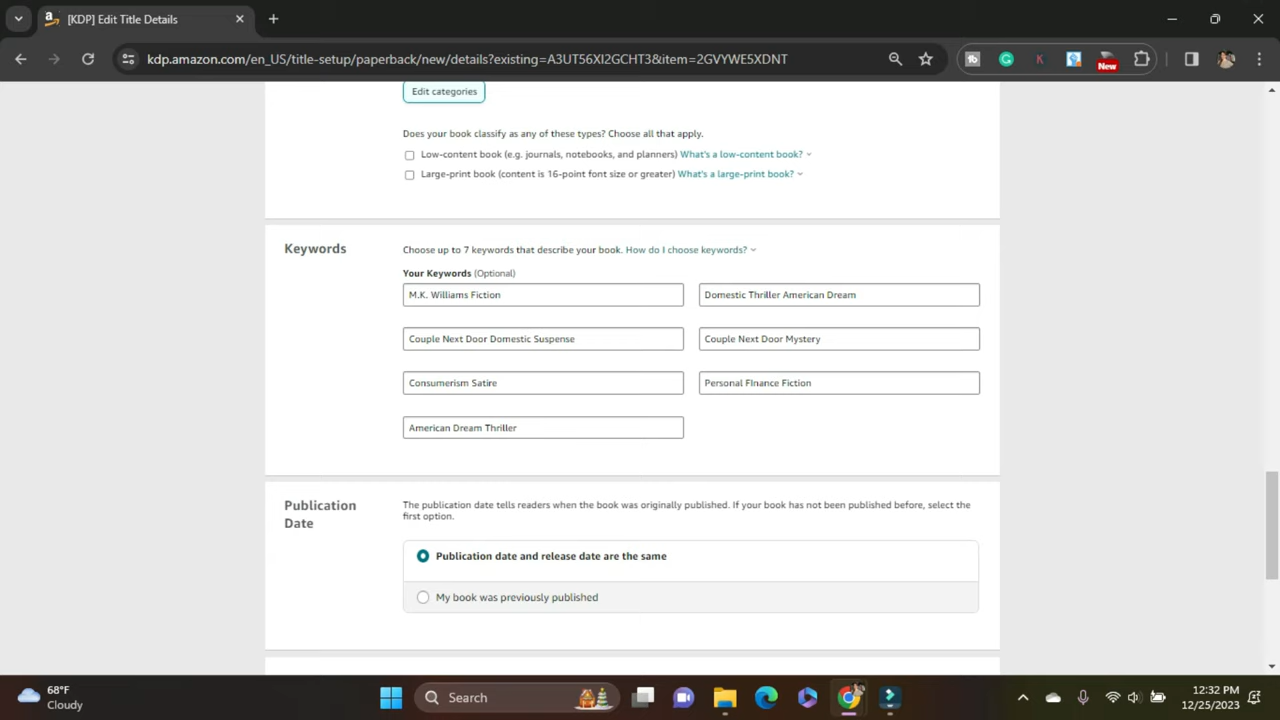 [KDP] Edit Title Details
kdp.amazon.com/en_US/title-setup/paperback/new/details?existing=A3UT56XI2GCHT3&item=2GVYWE5XDNT
New
Edit categories
Does your book classify as any of these types? Choose all that apply.
Low-content book (e.g. journals, notebooks, and planners) What's a low-content book?
Large-print book (content is 16-point font size or greater) What's a large-print book?
Keywords
Choose up to 7 keywords that describe your book. How do I choose keywords?
Your Keywords (Optional)
M.K. Williams Fiction
Domestic Thriller American Dream
Couple Next Door Domestic Suspense
Couple Next Door Mystery
Consumerism Satire
Personal FInance Fiction
American Dream Thriller
Publication
Date
The publication date tells readers when the book was originally published. If your book has not been published before, select the
first option.
Publication date and release date are the same
My book was previously published
68°F
Cloudy
Search
12:32 PM
12/25/2023